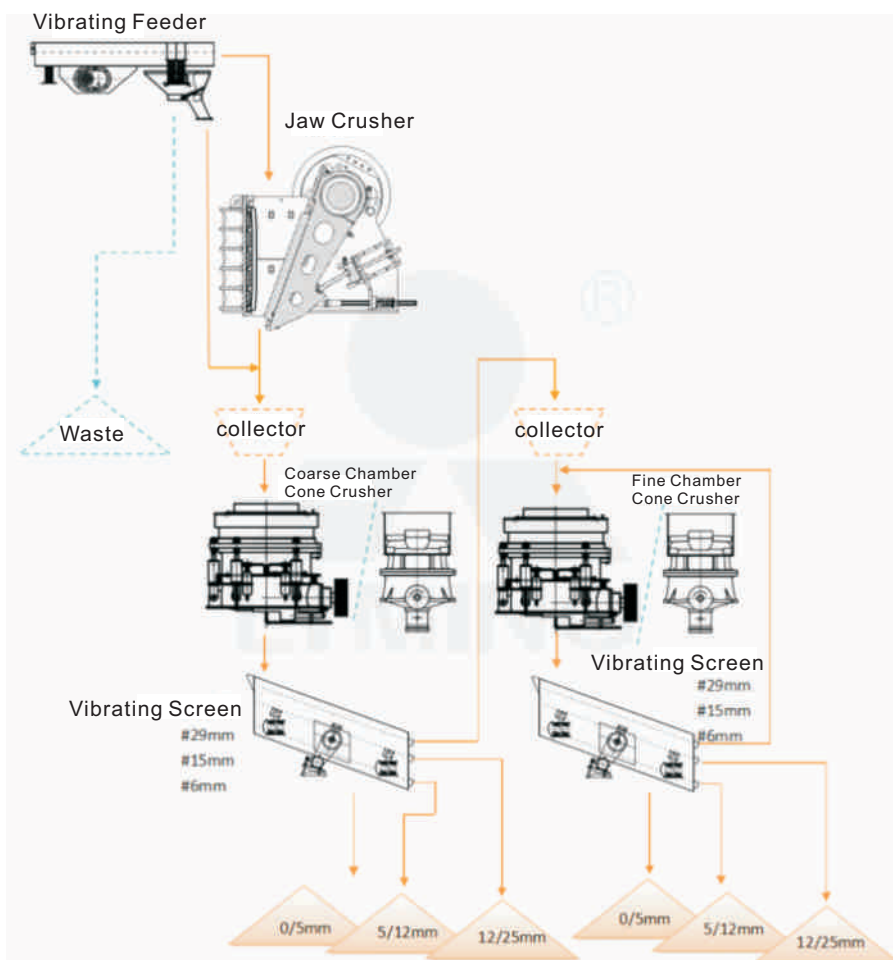 Vibrating Feeder
Jaw Crusher
Waste
collector
collector
Coarse Chamber
Cone Crusher
Fine Chamber
Cone Crusher
Vibrating Screen
#29mm
#15mm
#6mm
Vibrating Screen
#29mm
#15mm
#6mm
0/5mm
5/12mm
12/25mm
0/5mm
5/12mm
12/25mm
®